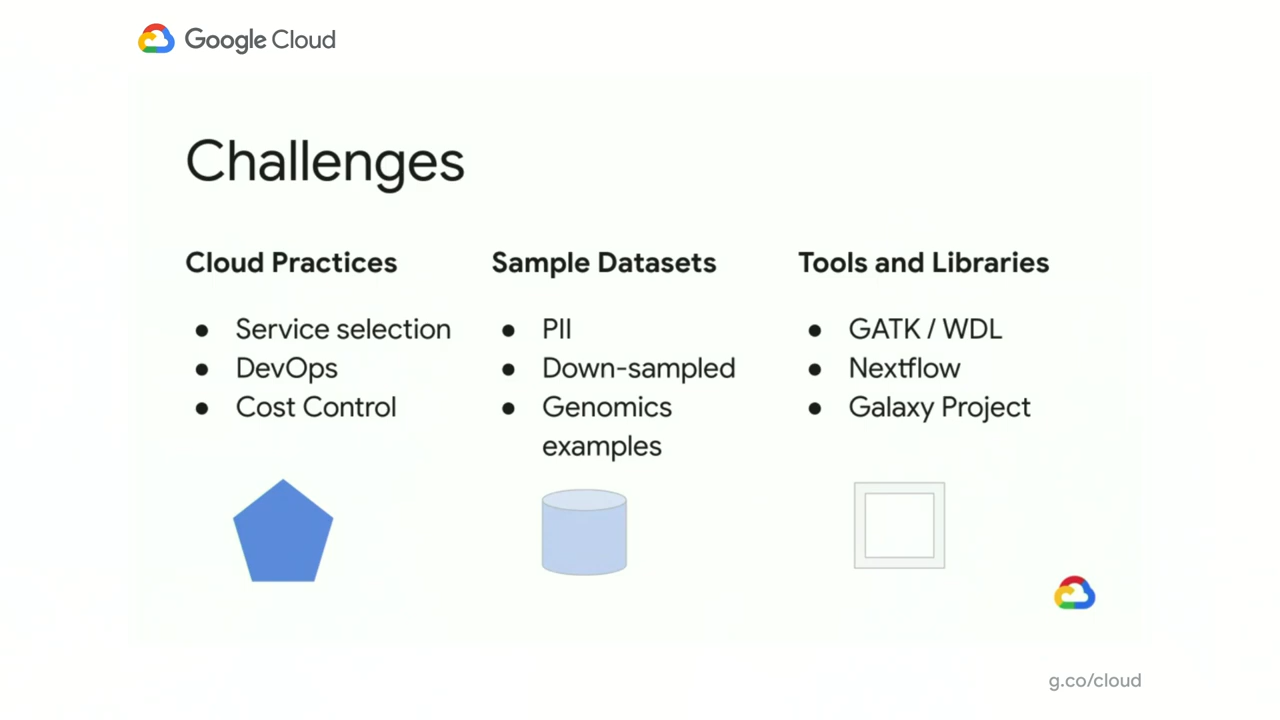 Google Cloud
Challenges
Cloud Practices
● Service selection
● DevOps
● Cost Control
Sample Datasets
● PII
● Down-sampled
● Genomics
examples
Tools and Libraries
● GATK / WDL
● Nextflow
● Galaxy Project
g.co/cloud